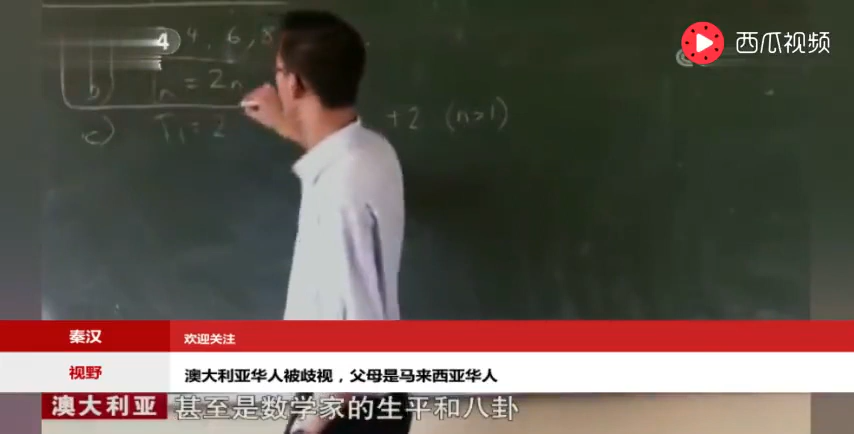 西瓜视频
4
4, 6, 8
b) Tn = 2n
c) T1 = 2 +2 (n>1)
秦汉 欢迎关注
视野 澳大利亚华人被歧视，父母是马来西亚华人
澳大利亚 甚至是数学家的生平和八卦